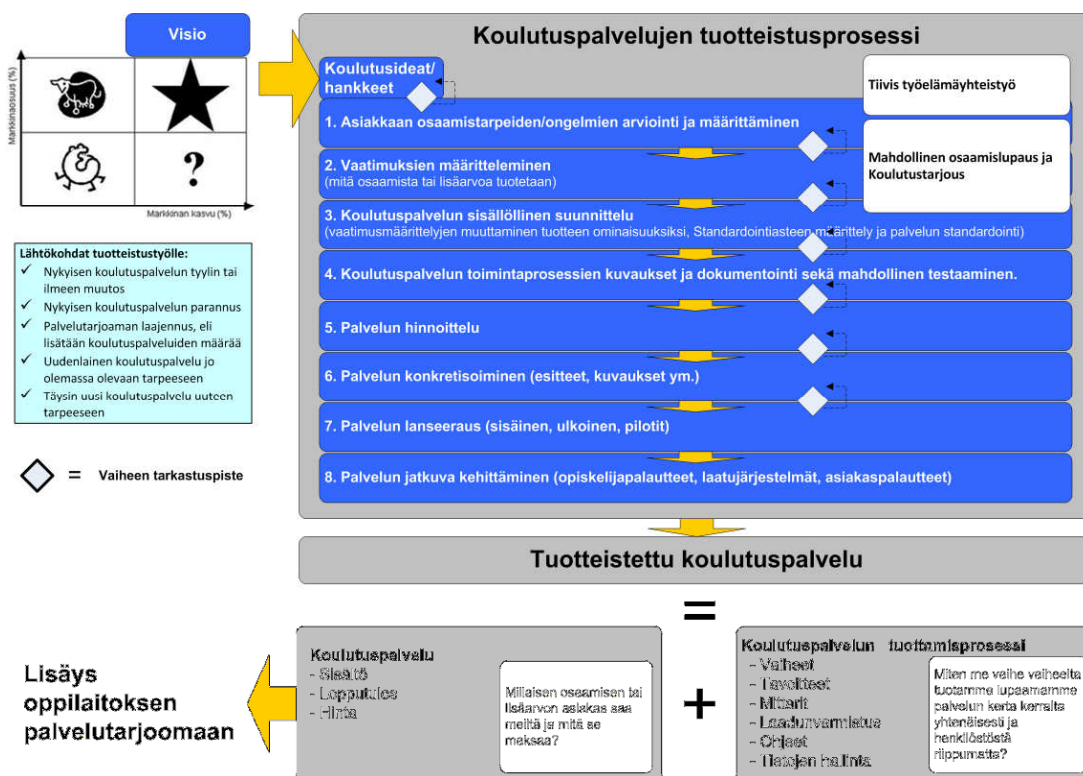 Visio
Markkinaosuus (%)
?
Markkinan kasvu (%)
Lähtökohdat tuotteistustyölle:
✓ Nykyisen koulutuspalvelun tyylin tai
ilmeen muutos
✓ Nykyisen koulutuspalvelun parannus
✓ Palvelutarjoaman laajennus, eli
lisätään koulutuspalveluiden määrää
✓ Uudenlainen koulutuspalvelu jo
olemassa olevaan tarpeeseen
✓ Täysin uusi koulutuspalvelu uuteen
tarpeeseen
= Vaiheen tarkastuspiste
Koulutuspalvelujen tuotteistusprosessi
Koulutusideat/
hankkeet
Tiivis työelämäyhteistyö
1. Asiakkaan osaamistarpeiden/ongelmien arviointi ja määrittäminen
Mahdollinen osaamislupaus ja
Koulutustarjous
2. Vaatimuksien määritteleminen
(mitä osaamista tai lisäarvoa tuotetaan)
3. Koulutuspalvelun sisällöllinen suunnittelu
(vaatimusmäärittelyjen muuttaminen tuotteen ominaisuuksiksi, Standardointiasteen määrittely ja palvelun standardointi)
4. Koulutuspalvelun toimintaprosessien kuvaukset ja dokumentointi sekä mahdollinen testaaminen.
5. Palvelun hinnoittelu
6. Palvelun konkretisoiminen (esitteet, kuvaukset ym.)
7. Palvelun lanseeraus (sisäinen, ulkoinen, pilotit)
8. Palvelun jatkuva kehittäminen (opiskelijapalautteet, laatujärjestelmät, asiakaspalautteet)
Tuotteistettu koulutuspalvelu
=
Lisäys
oppilaitoksen
palvelutarjoomaan
Koulutuspalvelu
- Sisältö
- Lopputulos
- Hinta
Millaisen osaamisen tai
lisäarvon asiakas saa
meiltä ja mitä se
maksaa?
+
Koulutuspalvelun tuottamisprosessi
- Vaiheet
- Tavoitteet
- Mittarit
- Laadunvarmistus
- Ohjeet
- Tietojen hallinta
Miten me vaihe vaiheelta
tuotamme lupaamamme
palvelun kerta kerralta
yhtenäisesti ja
henkilöstöstä
riippumatta?